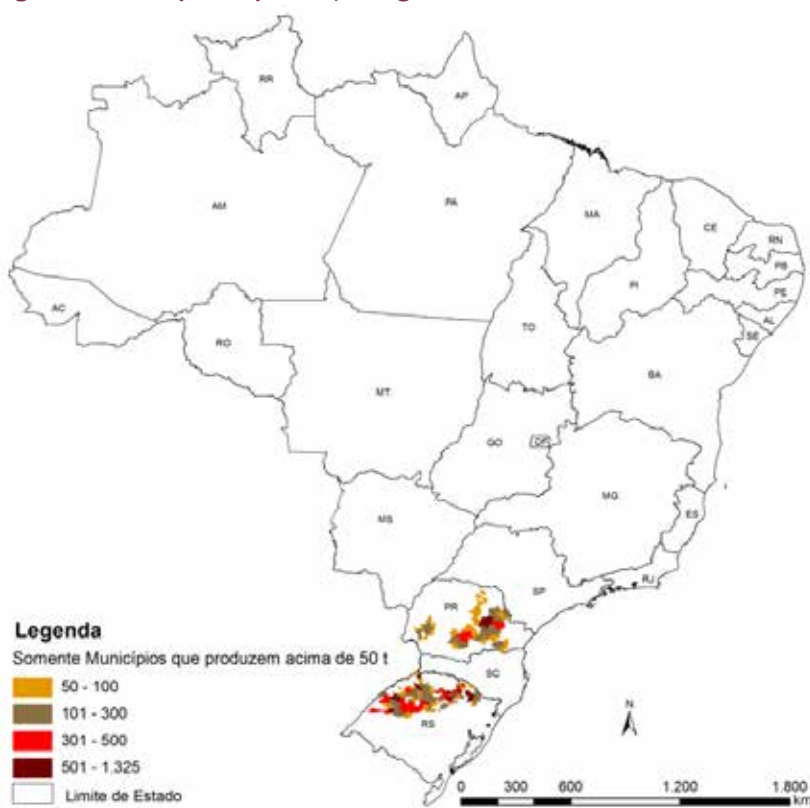 RR
AP
AM
PA
MA
CE
RN
PB
PE
AL
SE
PI
AC
RO
TO
BA
MT
GO
DF
MG
ES
MS
SP
RJ
PR
SC
RS
Legenda
Somente Municípios que produzem acima de 50 t
50 - 100
101 - 300
301 - 500
501 - 1.325
Limite de Estado
N
0 300 600 1.200 1.800
km